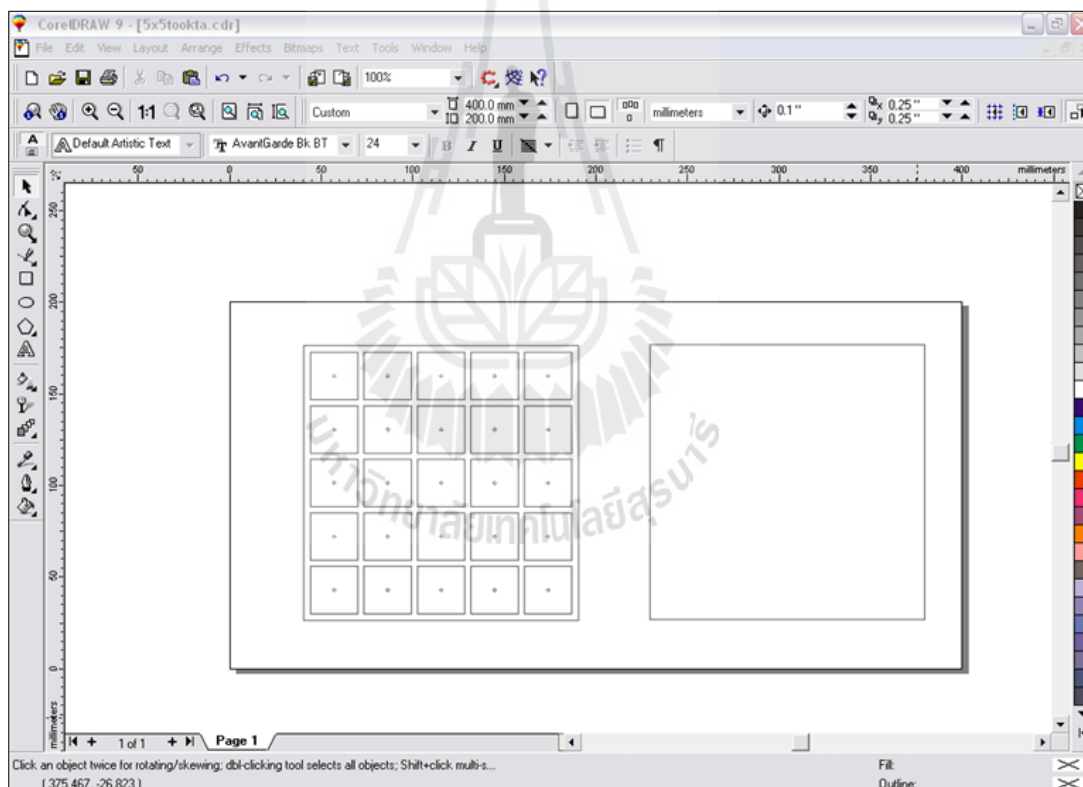 CorelDRAW 9 - [5x5tookta.cdr]
File Edit View Layout Arrange Effects Bitmaps Text Tools Window Help
100%
1:1 Custom 400.0 mm 200.0 mm millimeters 0.1" x 0.25" y 0.25"
Default Artistic Text AvantGarde Bk BT 24 B I U
50 0 50 100 150 200 250 300 350 400 millimeters
250
200
150
100
50
0
millimeters
มหาวิทยาลัยเทคโนโลยีสุรนารี
1 of 1 Page 1
Click an object twice for rotating/skewing; dbl-clicking tool selects all objects; Shift+click multi-s... Fill:
( 375.467, -26.823 ) Outline: